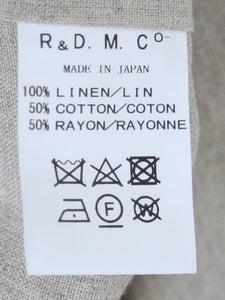 R & D. M. Co-
MADE IN JAPAN
100% LINEN/LIN
50% COTTON/COTON
50% RAYON/RAYONNE
F W